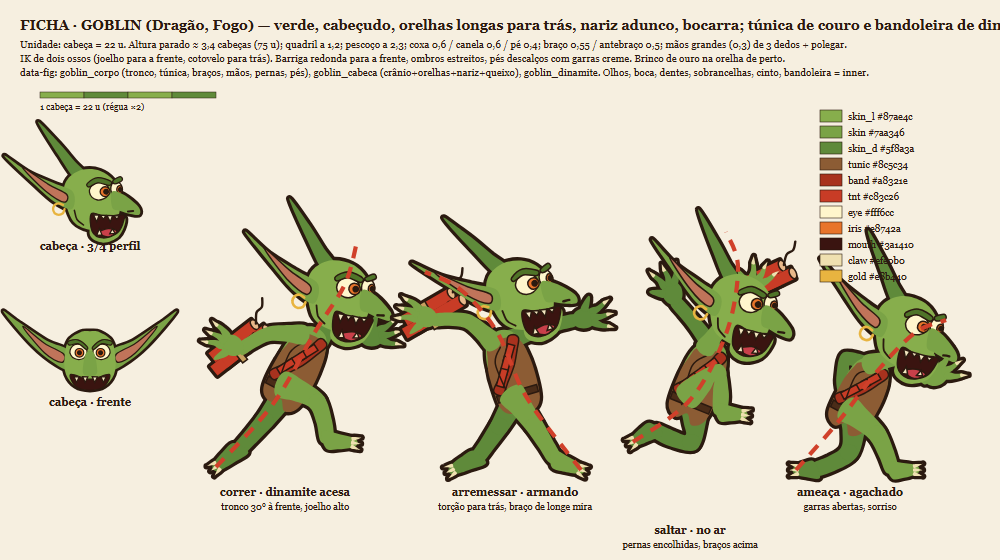 FICHA · GOBLIN (Dragão, Fogo) — verde, cabeçudo, orelhas longas para trás, nariz adunco, bocarra; túnica de couro e bandoleira de din
Unidade: cabeça = 22 u. Altura parado ≈ 3,4 cabeças (75 u); quadril a 1,2; pescoço a 2,3; coxa 0,6 / canela 0,6 / pé 0,4; braço 0,55 / antebraço 0,5; mãos grandes (0,3) de 3 dedos + polegar.
IK de dois ossos (joelho para a frente, cotovelo para trás). Barriga redonda para a frente, ombros estreitos, pés descalços com garras creme. Brinco de ouro na orelha de perto.
data-fig: goblin_corpo (tronco, túnica, braços, mãos, pernas, pés), goblin_cabeca (crânio+orelhas+nariz+queixo), goblin_dinamite. Olhos, boca, dentes, sobrancelhas, cinto, bandoleira = inner.
1 cabeça = 22 u (régua ×2)
skin_l #87ae4c
skin #7aa346
skin_d #5f8a3a
tunic #8c5c34
band #a8321e
tnt #c83c26
eye #fff6cc
iris #e8742a
mouth #3a1410
claw #efe0b0
gold #e8b440
cabeça · 3/4 perfil
cabeça · frente
correr · dinamite acesa
tronco 30° à frente, joelho alto
arremessar · armando
torção para trás, braço de longe mira
saltar · no ar
pernas encolhidas, braços acima
ameaça · agachado
garras abertas, sorriso